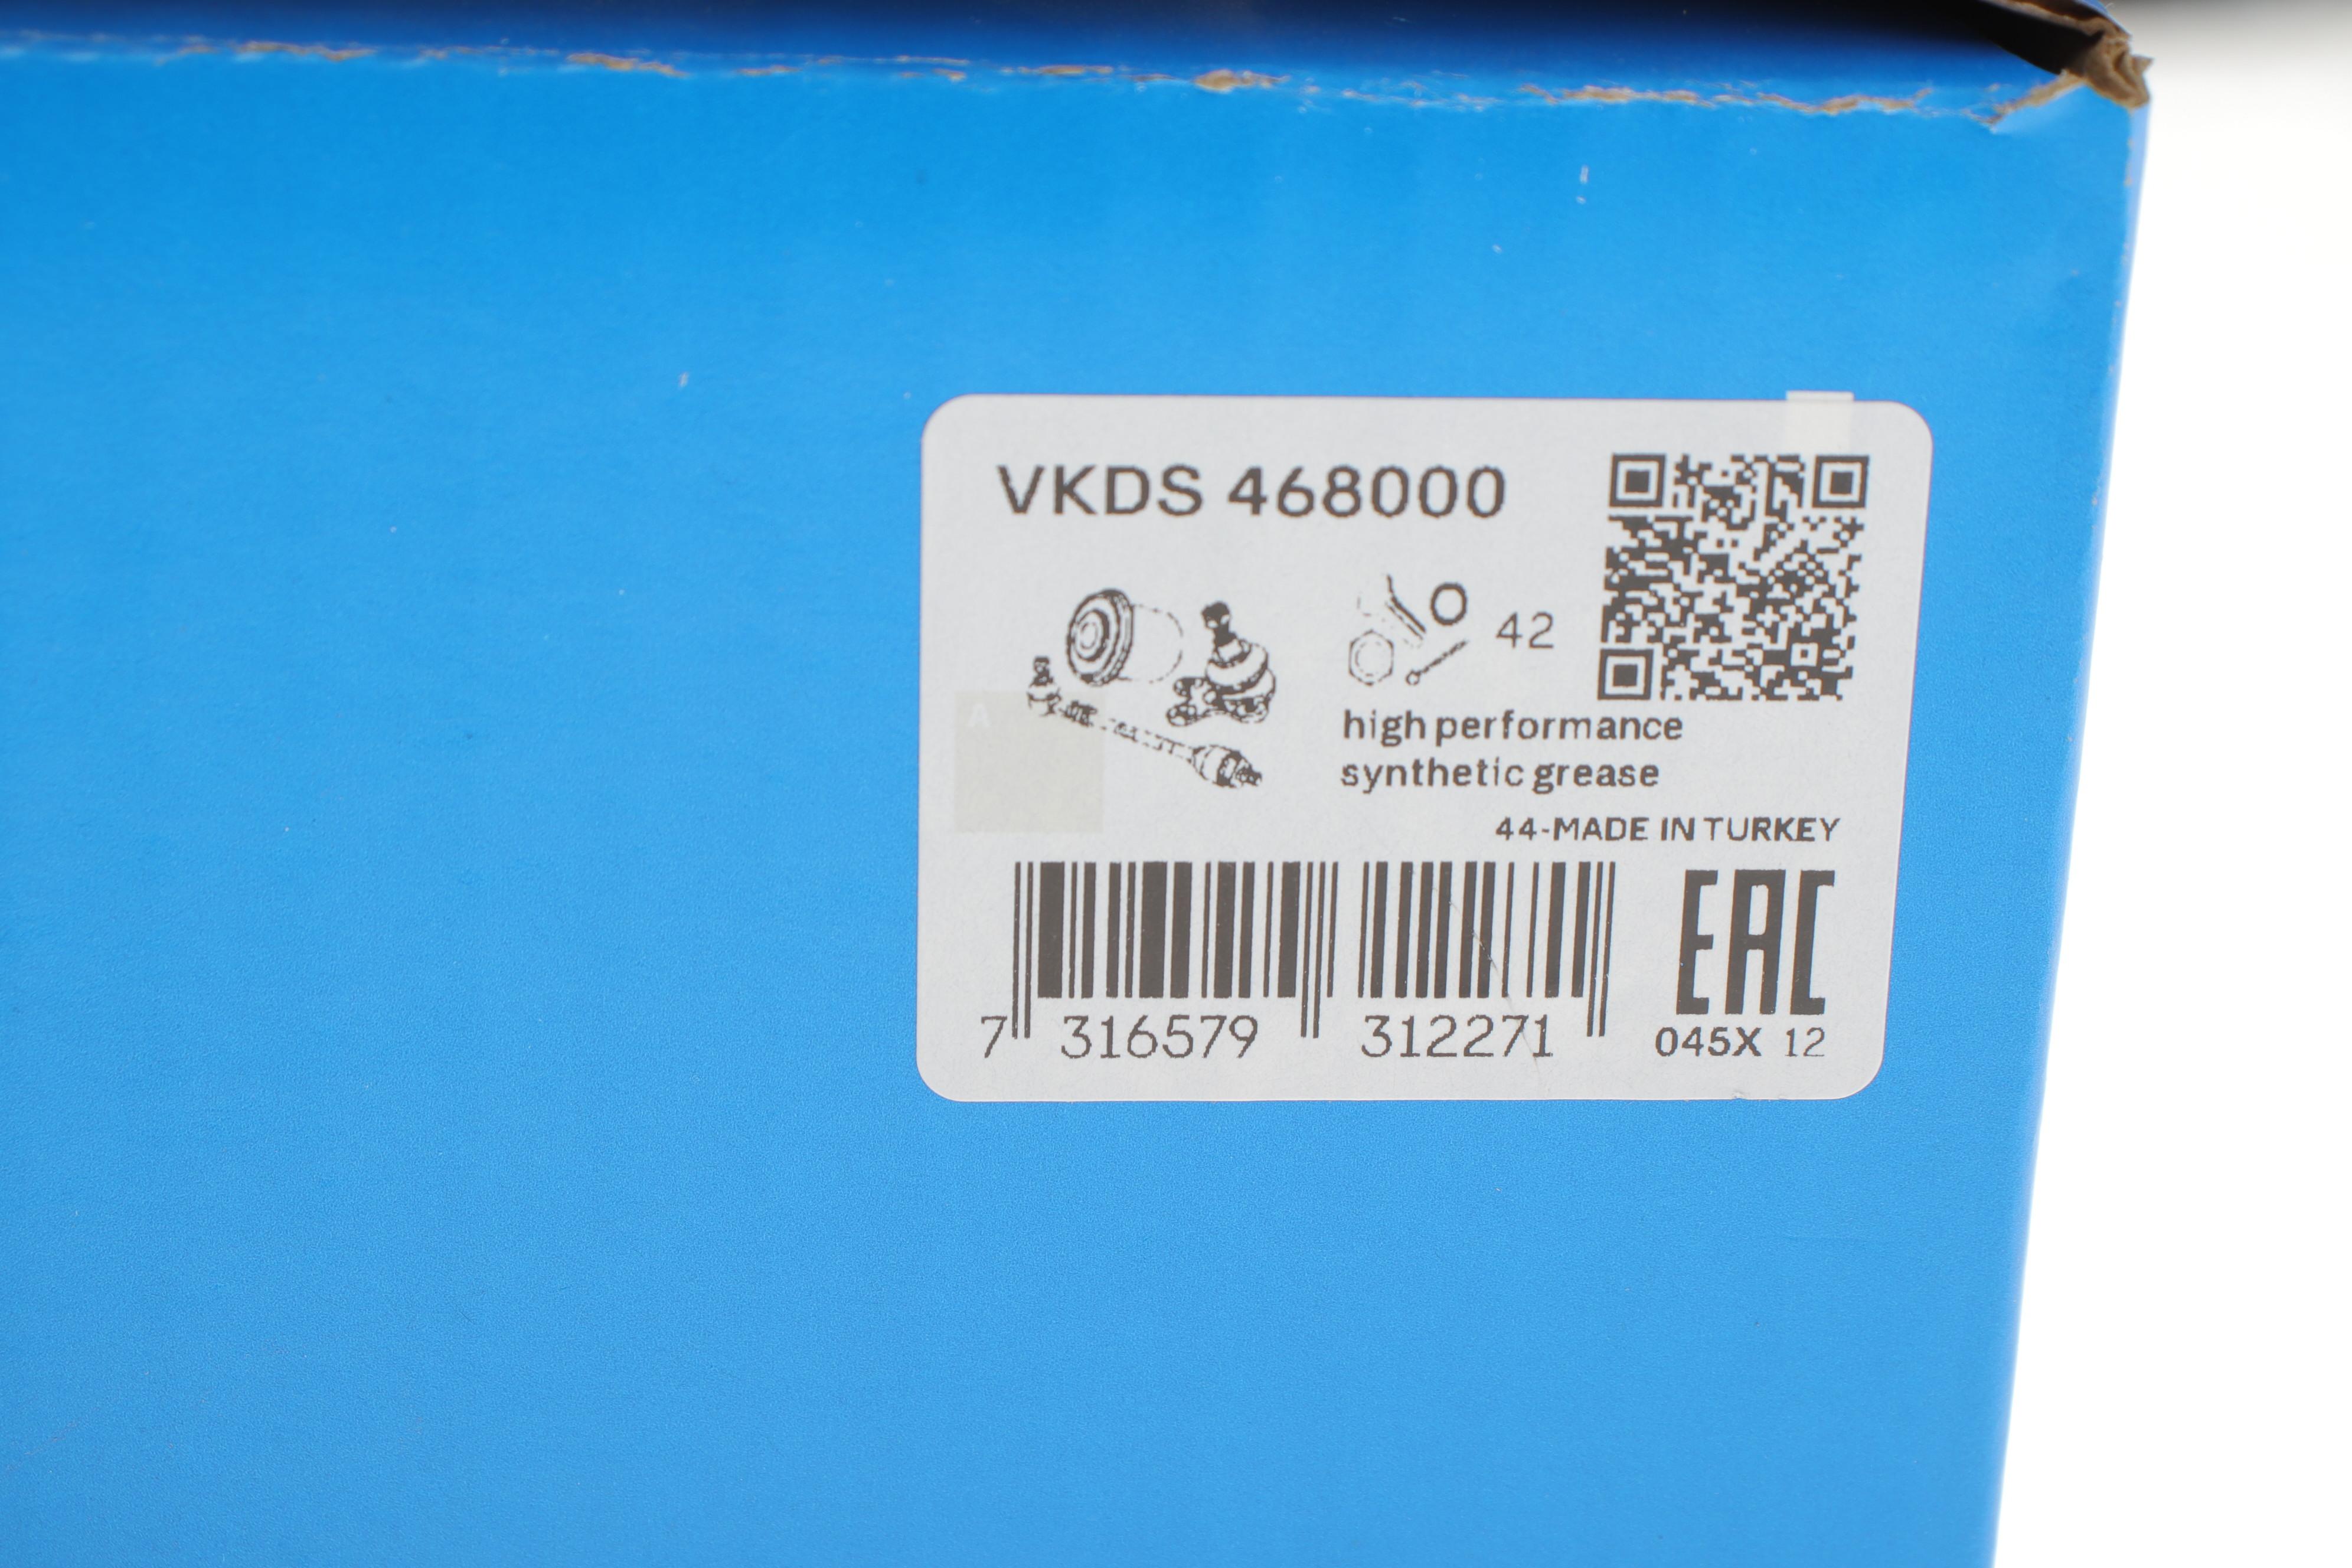 VKDS 468000
42
high performance
synthetic grease
44-MADE IN TURKEY
A
EAC
7 316579 312271
045X 12